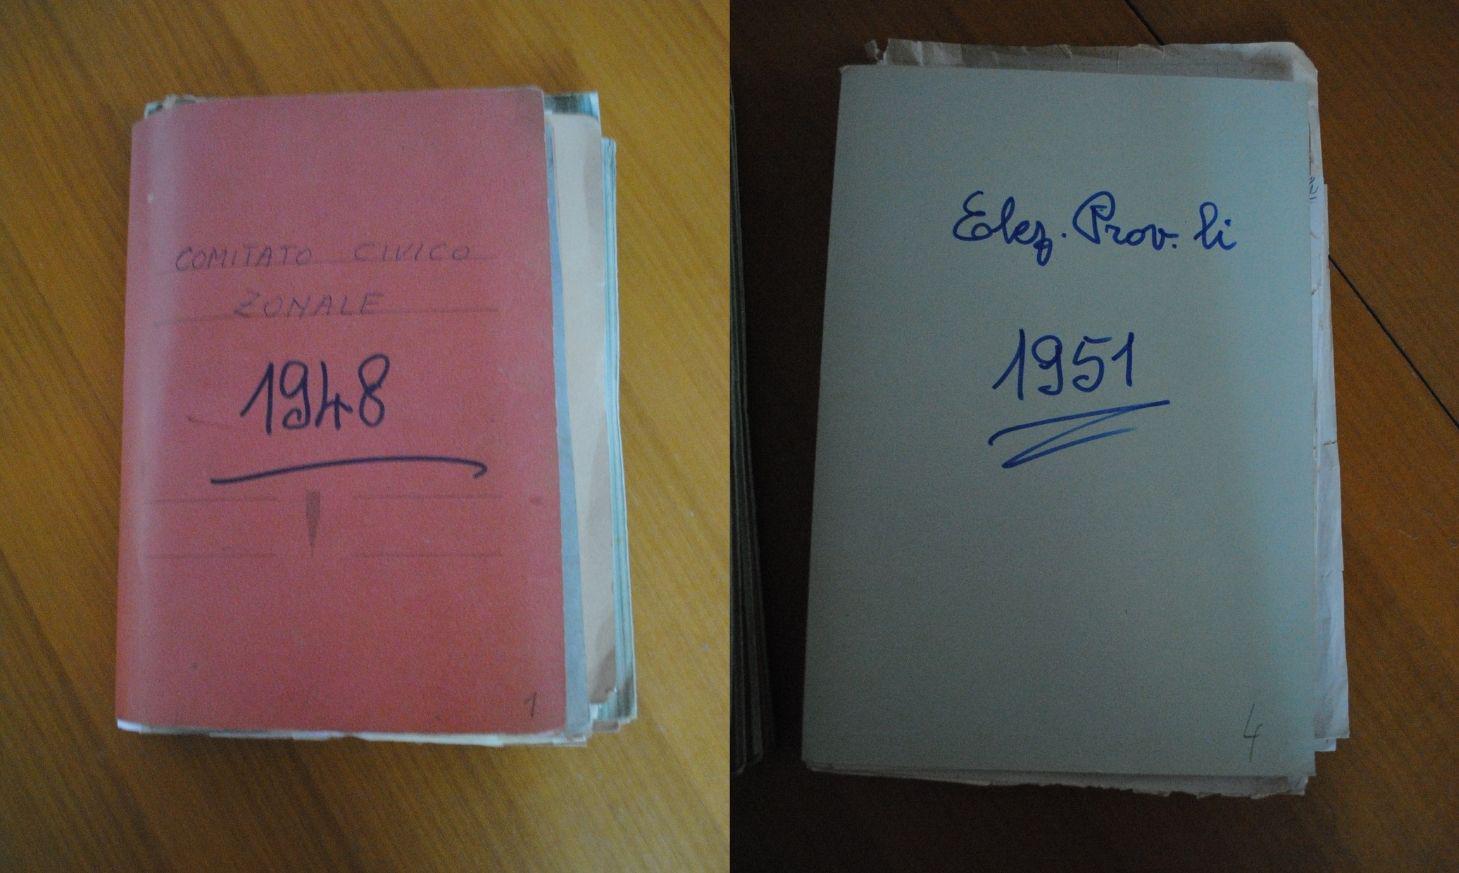 COMITATO CIVICO
ZONALE
1948
1
Elez. Prov. li
1951
4